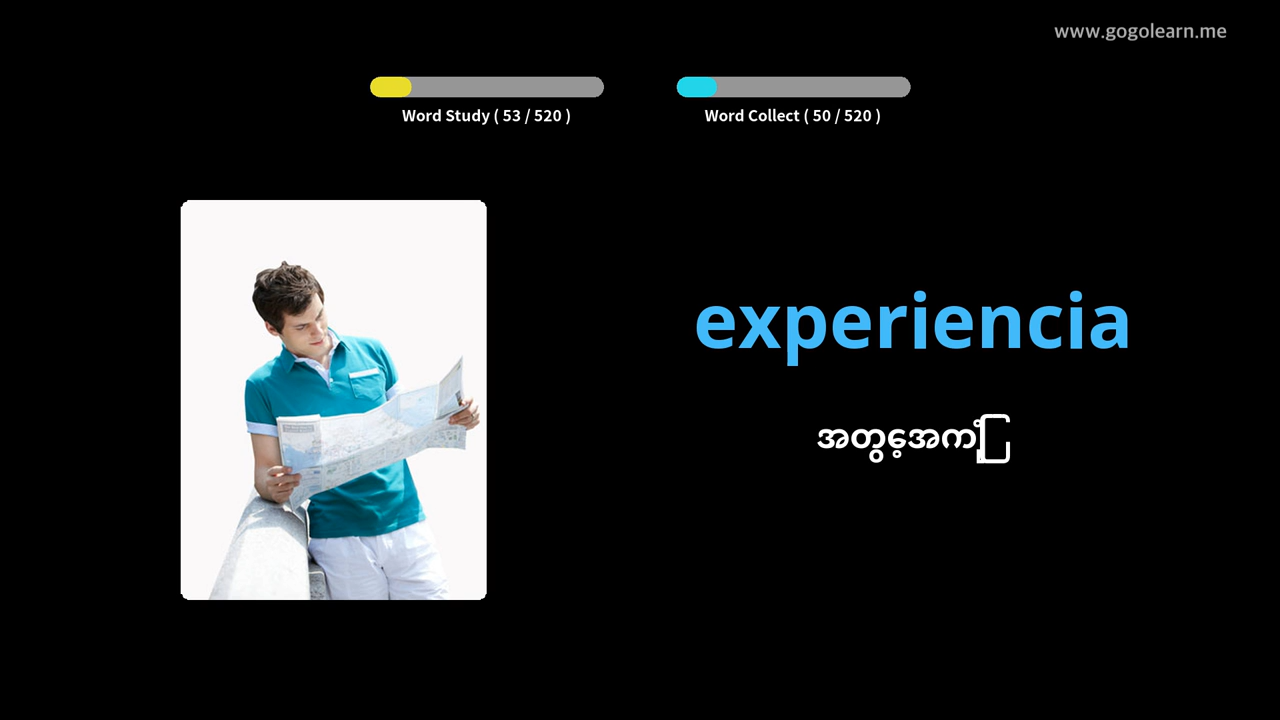 www.gogolearn.me
Word Study ( 53 / 520 )
Word Collect ( 50 / 520 )
experiencia
အတွေ့အကြုံ